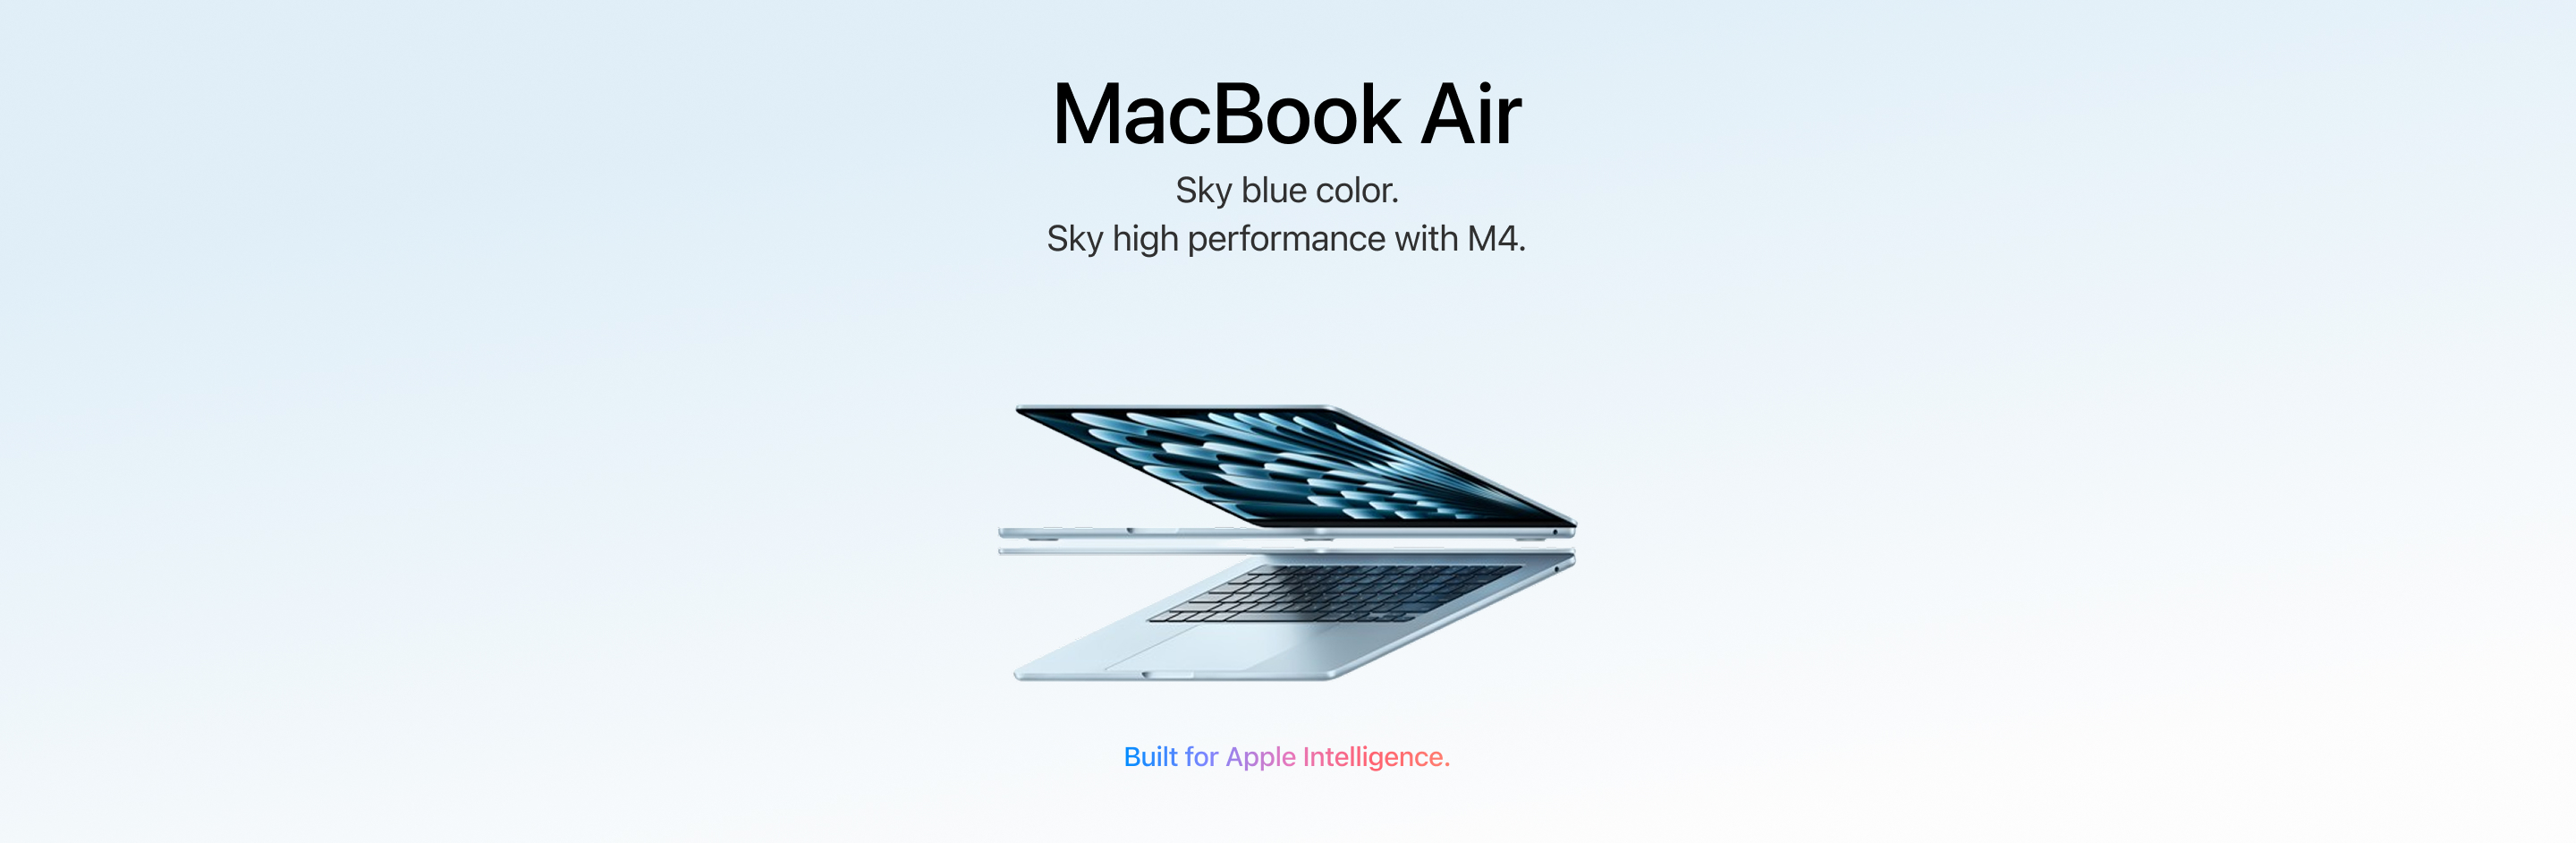 MacBook Air
Sky blue color.
Sky high performance with M4.
Built for Apple Intelligence.